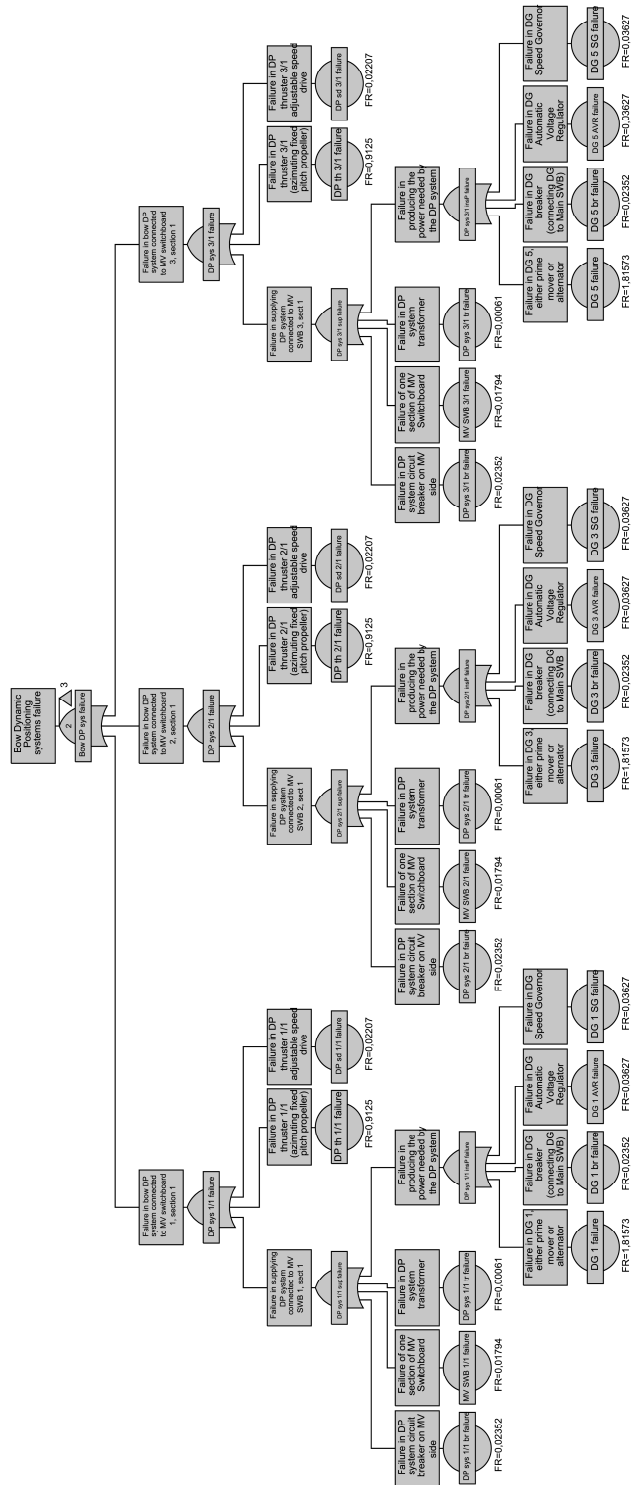 Bow Dynamic
Positioning
systems failure
2
3
Bow DP sys failure
Failure in bow DP
system connected
to MV switchboard
1, section 1
DP sys 1/1 failure
Failure in bow DP
system connected
to MV switchboard
2, section 1
DP sys 2/1 failure
Failure in bow DP
system connected
to MV switchboard
3, section 1
DP sys 3/1 failure
Failure in supplying
DP system
connected to MV
SWB 1, sect 1
DP sys 1/1 sup failure
Failure in DP
thruster 1/1
(azimuting fixed
pitch propeller)
DP th 1/1 failure
FR=0,9125
Failure in DP
thruster 1/1
adjustable speed
drive
DP sd 1/1 failure
FR=0,02207
Failure in supplying
DP system
connected to MV
SWB 2, sect 1
DP sys 2/1 sup failure
Failure in DP
thruster 2/1
(azimuting fixed
pitch propeller)
DP th 2/1 failure
FR=0,9125
Failure in DP
thruster 2/1
adjustable speed
drive
DP sd 2/1 failure
FR=0,02207
Failure in supplying
DP system
connected to MV
SWB 3, sect 1
DP sys 3/1 sup failure
Failure in DP
thruster 3/1
(azimuting fixed
pitch propeller)
DP th 3/1 failure
FR=0,9125
Failure in DP
thruster 3/1
adjustable speed
drive
DP sd 3/1 failure
FR=0,02207
Failure in DP
system circuit
breaker on MV
side
DP sys 1/1 br failure
FR=0,02352
Failure of one
section of MV
Switchboard
MV SWB 1/1 failure
FR=0,01794
Failure in DP
system
transformer
DP sys 1/1 tr failure
FR=0,00061
Failure in
producing the
power needed by
the DP system
DP sys 1/1 insP failure
Failure in DP
system circuit
breaker on MV
side
DP sys 2/1 br failure
FR=0,02352
Failure of one
section of MV
Switchboard
MV SWB 2/1 failure
FR=0,01794
Failure in DP
system
transformer
DP sys 2/1 tr failure
FR=0,00061
Failure in
producing the
power needed by
the DP system
DP sys 2/1 insP failure
Failure in DP
system circuit
breaker on MV
side
DP sys 3/1 br failure
FR=0,02352
Failure of one
section of MV
Switchboard
MV SWB 3/1 failure
FR=0,01794
Failure in DP
system
transformer
DP sys 3/1 tr failure
FR=0,00061
Failure in
producing the
power needed by
the DP system
DP sys 3/1 insP failure
Failure in DG 1,
either prime
mover or
alternator
DG 1 failure
FR=1,81573
Failure in DG
breaker
(connecting DG
to Main SWB)
DG 1 br failure
FR=0,02352
Failure in DG
Automatic
Voltage
Regulator
DG 1 AVR failure
FR=0,03627
Failure in DG
Speed Governor
DG 1 SG failure
FR=0,03627
Failure in DG 3,
either prime
mover or
alternator
DG 3 failure
FR=1,81573
Failure in DG
breaker
(connecting DG
to Main SWB
DG 3 br failure
FR=0,02352
Failure in DG
Automatic
Voltage
Regulator
DG 3 AVR failure
FR=0,03627
Failure in DG
Speed Governor
DG 3 SG failure
FR=0,03627
Failure in DG 5,
either prime
mover or
alternator
DG 5 failure
FR=1,81573
Failure in DG
breaker
(connecting DG
to Main SWB)
DG 5 br failure
FR=0,02352
Failure in DG
Automatic
Voltage
Regulator
DG 5 AVR failure
FR=0,03627
Failure in DG
Speed Governor
DG 5 SG failure
FR=0,03627